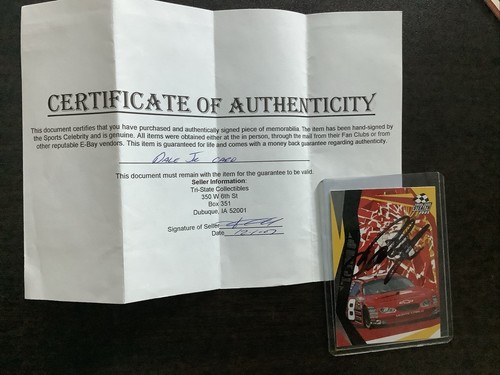 CERTIFICATE OF AUTHENTICITY
This document certifies that you have purchased and authentically signed piece of memorabilia. The item has been hand-signed
by the Sports Celebrity and is genuine. All items were obtained either at the in person, through the mail from their Fan Clubs or from
other reputable E-Bay vendors. This item is guaranteed for life and comes with a money back guarantee regarding authenticity.
Dale Jr. card
This document must remain with the item for the guarantee to be valid.
Seller Information:
Tri-State Collectibles
350 W 6th St
Box 351
Dubuque, IA 52001
Signature of Seller
Date
8